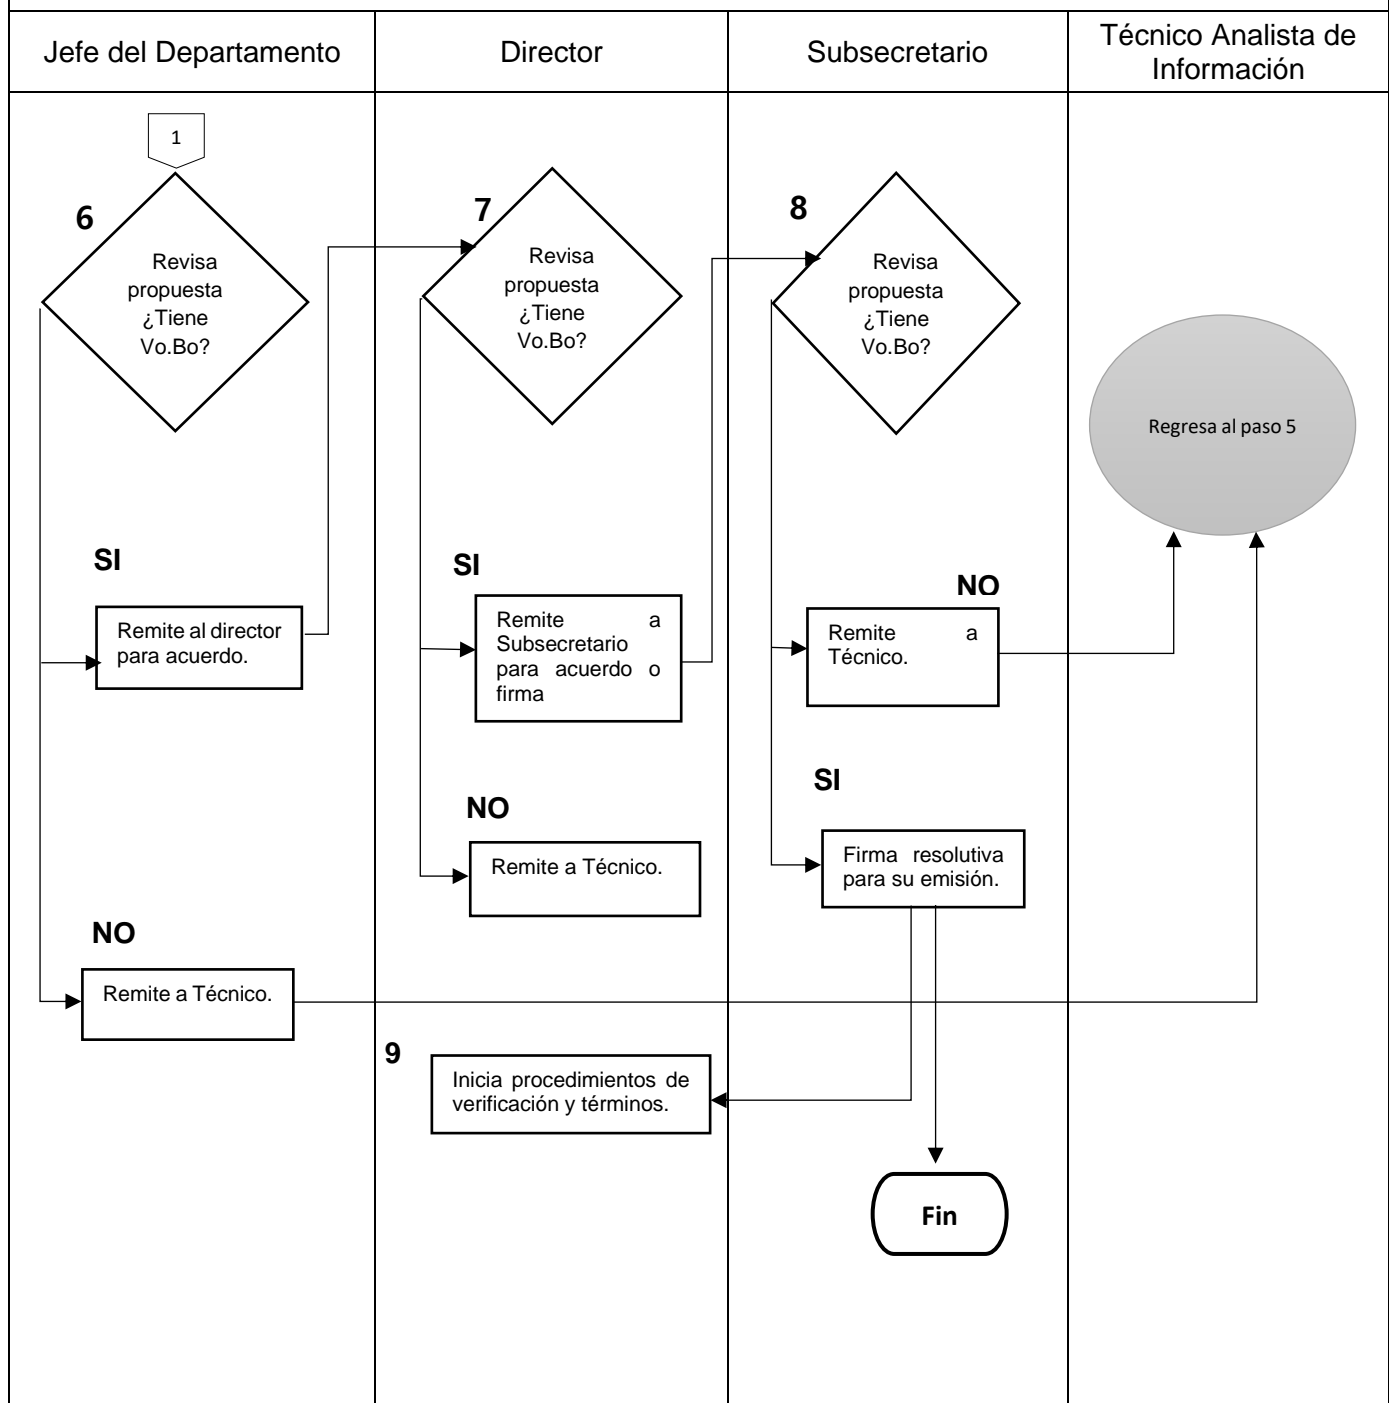 Jefe del Departamento
Director
Subsecretario
Técnico Analista de
Información
1
6
Revisa
propuesta
¿Tiene
Vo.Bo?
7
Revisa
propuesta
¿Tiene
Vo.Bo?
8
Revisa
propuesta
¿Tiene
Vo.Bo?
Regresa al paso 5
SI
Remite al director
para acuerdo.
SI
Remite a
Subsecretario
para acuerdo o
firma
NO
Remite a
Técnico.
SI
Firma resolutiva
para su emisión.
NO
Remite a Técnico.
NO
Remite a Técnico.
9
Inicia procedimientos de
verificación y términos.
Fin